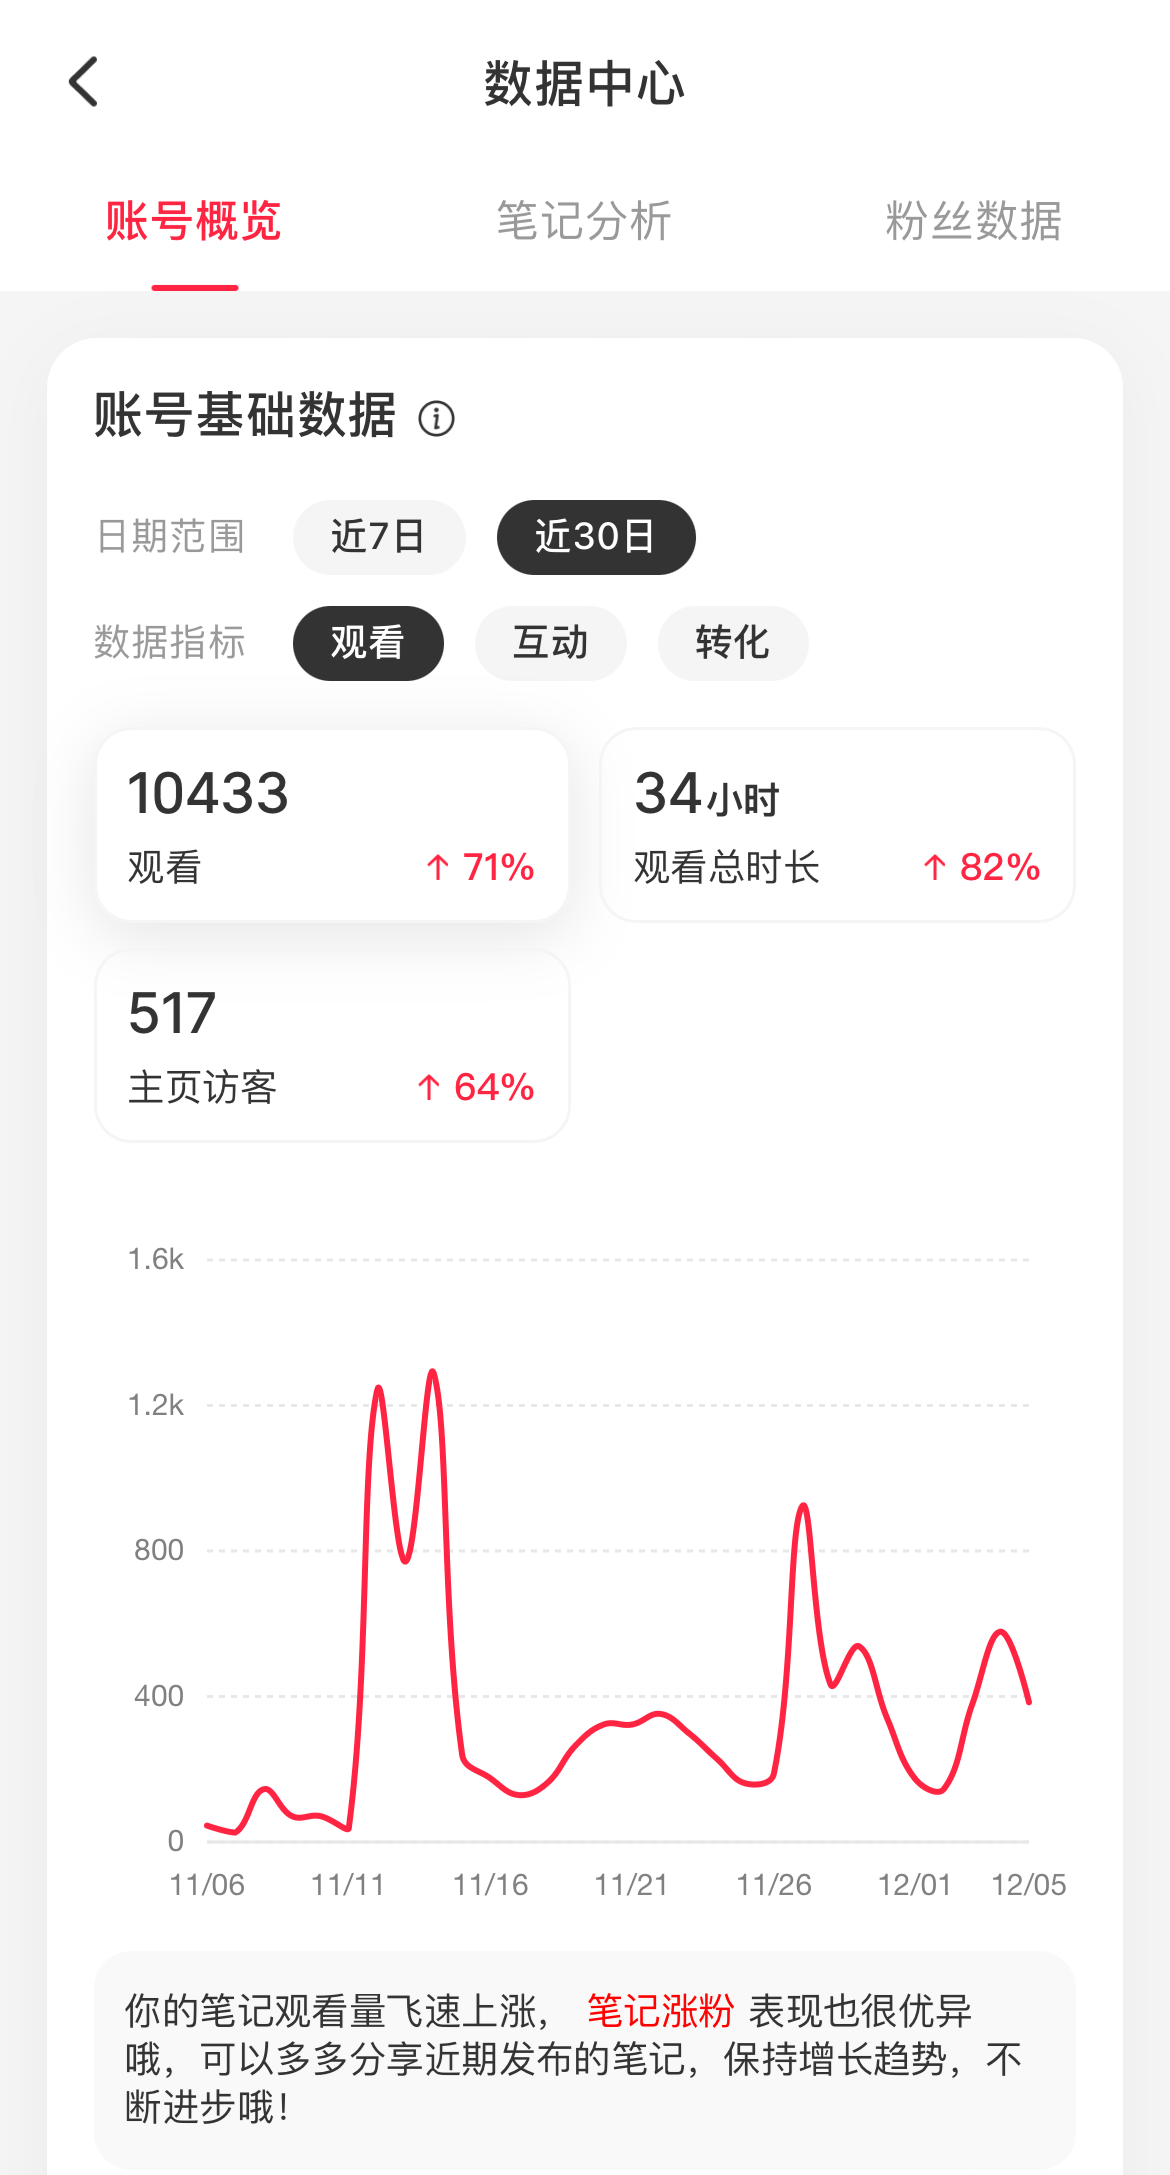 数据中心
账号概览 笔记分析 粉丝数据
账号基础数据
日期范围 近7日 近30日
数据指标 观看 互动 转化
10433 34小时
观看 ↑ 71% 观看总时长 ↑ 82%
517
主页访客 ↑ 64%
1.6k
1.2k
800
400
0
11/06 11/11 11/16 11/21 11/26 12/01 12/05
你的笔记观看量飞速上涨， 笔记涨粉 表现也很优异
哦，可以多多分享近期发布的笔记，保持增长趋势，不
断进步哦！